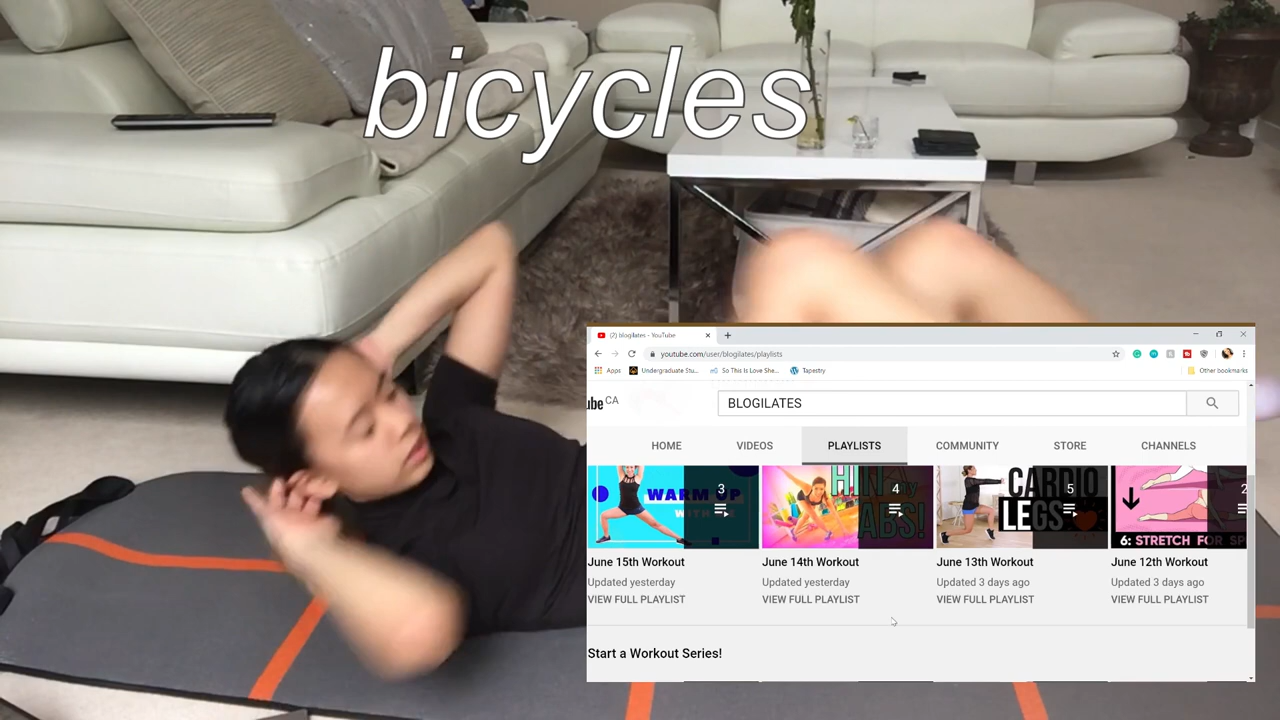 bicycles
(2) blogilates - YouTube
youtube.com/user/blogilates/playlists
Apps
Undergraduate Stu...
So This Is Love She...
Tapestry
Other bookmarks
ube CA
BLOGILATES
HOME
VIDEOS
PLAYLISTS
COMMUNITY
STORE
CHANNELS
WARM UP
3
4
ABS!
CARDIO
LEGS
5
6: STRETCH FOR SP
2
June 15th Workout
June 14th Workout
June 13th Workout
June 12th Workout
Updated yesterday
Updated yesterday
Updated 3 days ago
Updated 3 days ago
VIEW FULL PLAYLIST
VIEW FULL PLAYLIST
VIEW FULL PLAYLIST
VIEW FULL PLAYLIST
Start a Workout Series!